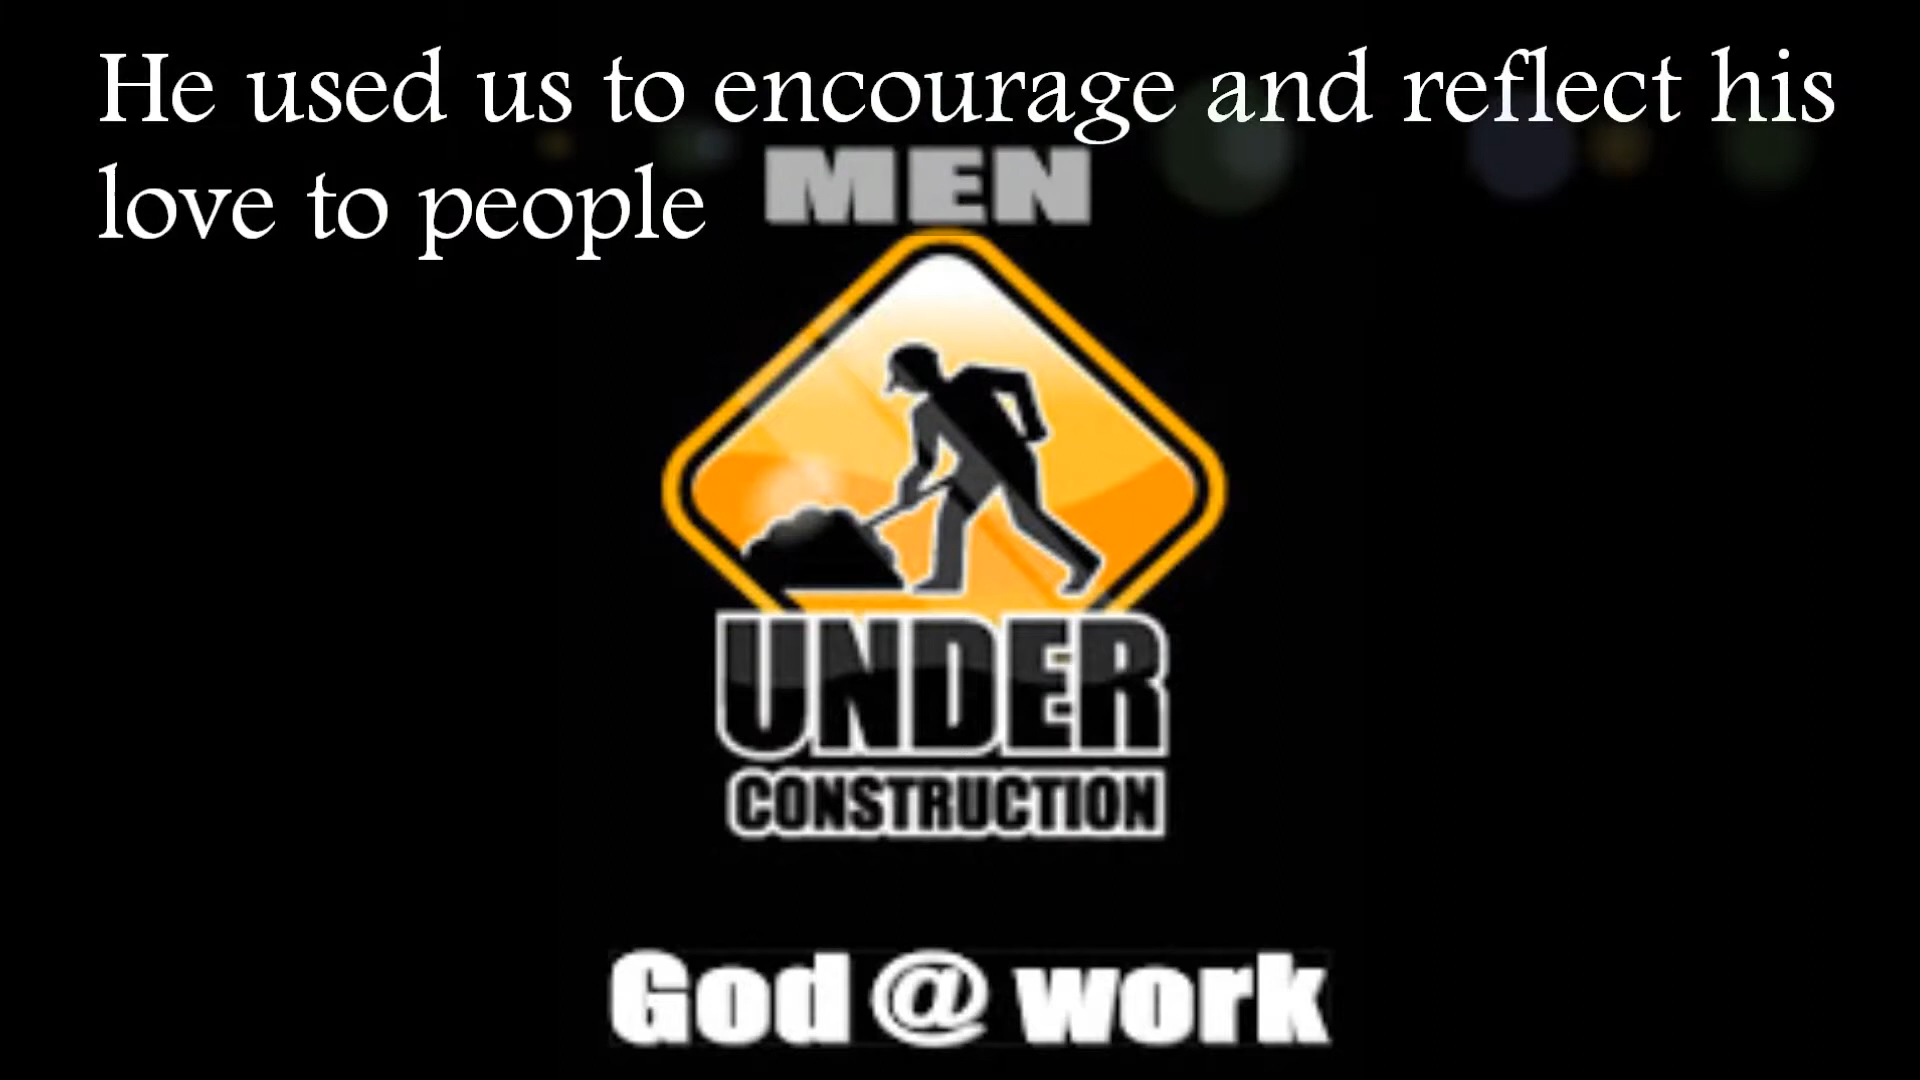 He used us to encourage and reflect his
love to people
MEN
UNDER
CONSTRUCTION
God @ work